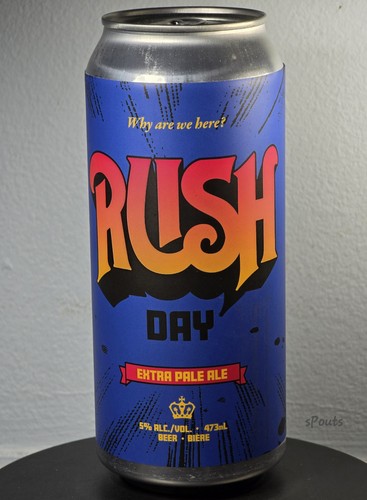 Why are we here?
RUSH
DAY
EXTRA PALE ALE
5% ALC./VOL. • 473mL
BEER • BIÈRE
sPouts